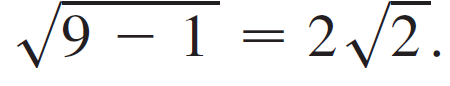 √(9 − 1) = 2√2.